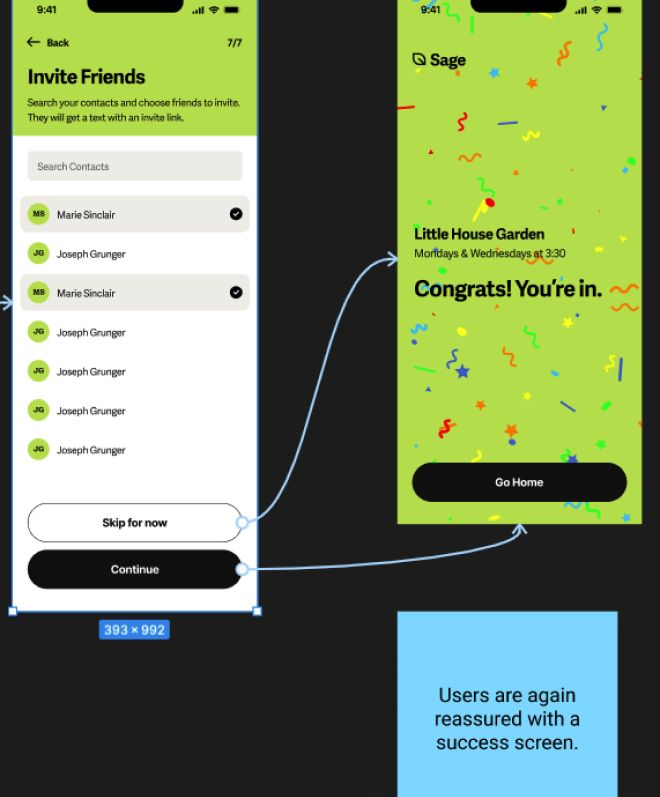 9:41
Back
7/7
Invite Friends
Search your contacts and choose friends to invite.
They will get a text with an invite link.
Search Contacts
MS Marie Sinclair
JG Joseph Grunger
MS Marie Sinclair
JG Joseph Grunger
JG Joseph Grunger
JG Joseph Grunger
JG Joseph Grunger
Skip for now
Continue
393 × 992
9:41
Sage
Little House Garden
Mondays & Wednesdays at 3:30
Congrats! You're in.
Go Home
Users are again
reassured with a
success screen.